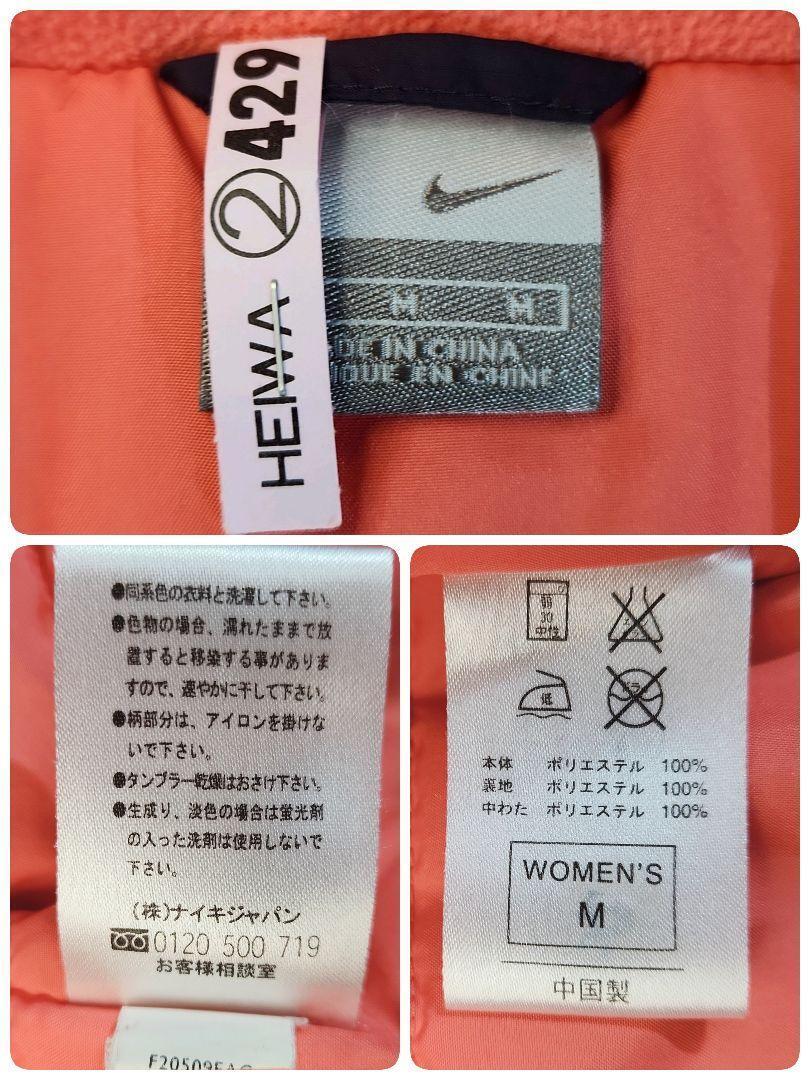 HEIWA ② 429
M M
DE IN CHINA
IQUE EN CHINE
●同系色の衣料と洗濯して下さい。
●色物の場合、濡れたままで放
置すると移染する事がありま
すので、速やかに干して下さい。
●柄部分は、アイロンを掛けな
いで下さい。
●タンブラー乾燥はおさけ下さい。
●生成り、淡色の場合は蛍光剤
の入った洗剤は使用しないで
下さい。
(株)ナイキジャパン
0120 500 719
お客様相談室
弱
30
中性
低
本体 ポリエステル 100%
裏地 ポリエステル 100%
中わた ポリエステル 100%
WOMEN'S
M
中国製